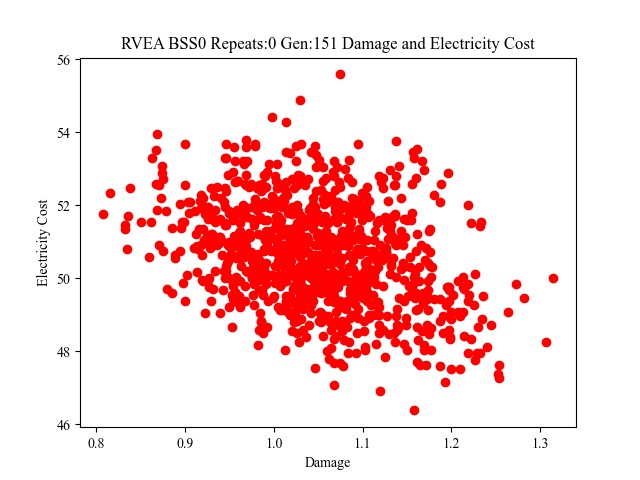 RVEA BSS0 Repeats:0 Gen:151 Damage and Electricity Cost
56
54
52
50
48
46
Electricity Cost
0.8 0.9 1.0 1.1 1.2 1.3
Damage